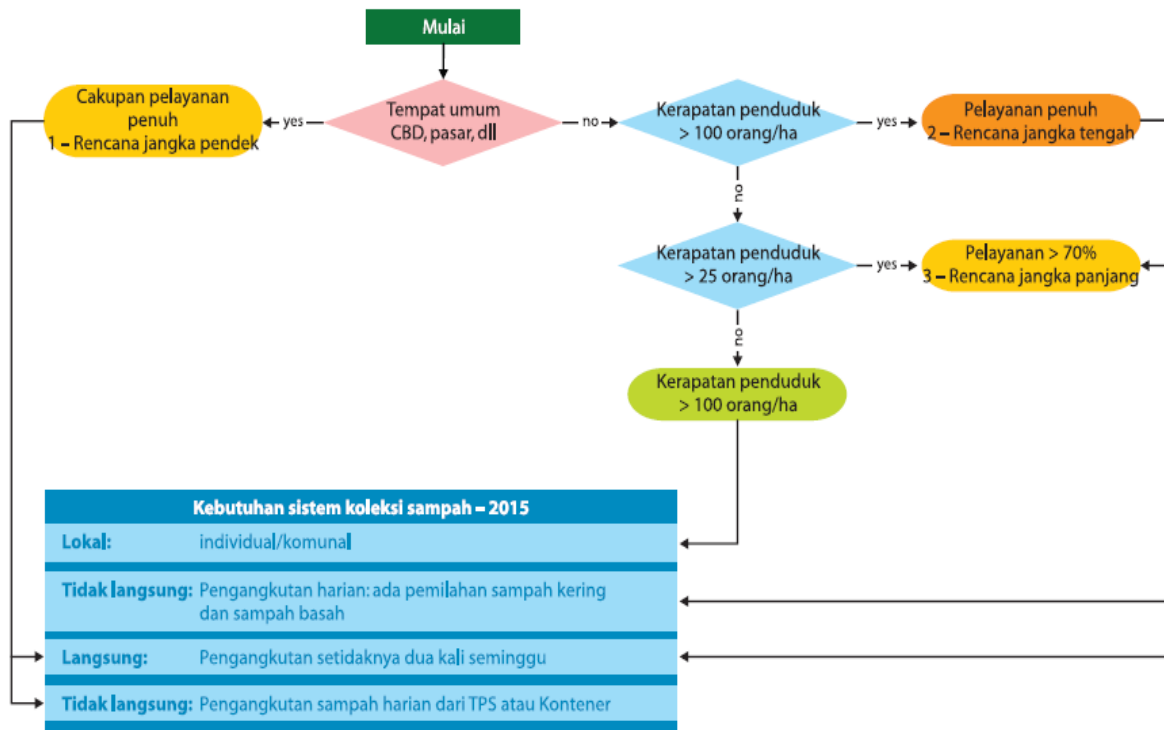 Mulai
Cakupan pelayanan
penuh
1 – Rencana jangka pendek
yes
Tempat umum
CBD, pasar, dll
no
Kerapatan penduduk
> 100 orang/ha
yes
Pelayanan penuh
2 – Rencana jangka tengah
no
Kerapatan penduduk
> 25 orang/ha
yes
Pelayanan > 70%
3 – Rencana jangka panjang
no
Kerapatan penduduk
> 100 orang/ha
Kebutuhan sistem koleksi sampah – 2015
Lokal: individual/komunal
Tidak langsung: Pengangkutan harian: ada pemilahan sampah kering
dan sampah basah
Langsung: Pengangkutan setidaknya dua kali seminggu
Tidak langsung: Pengangkutan sampah harian dari TPS atau Kontener